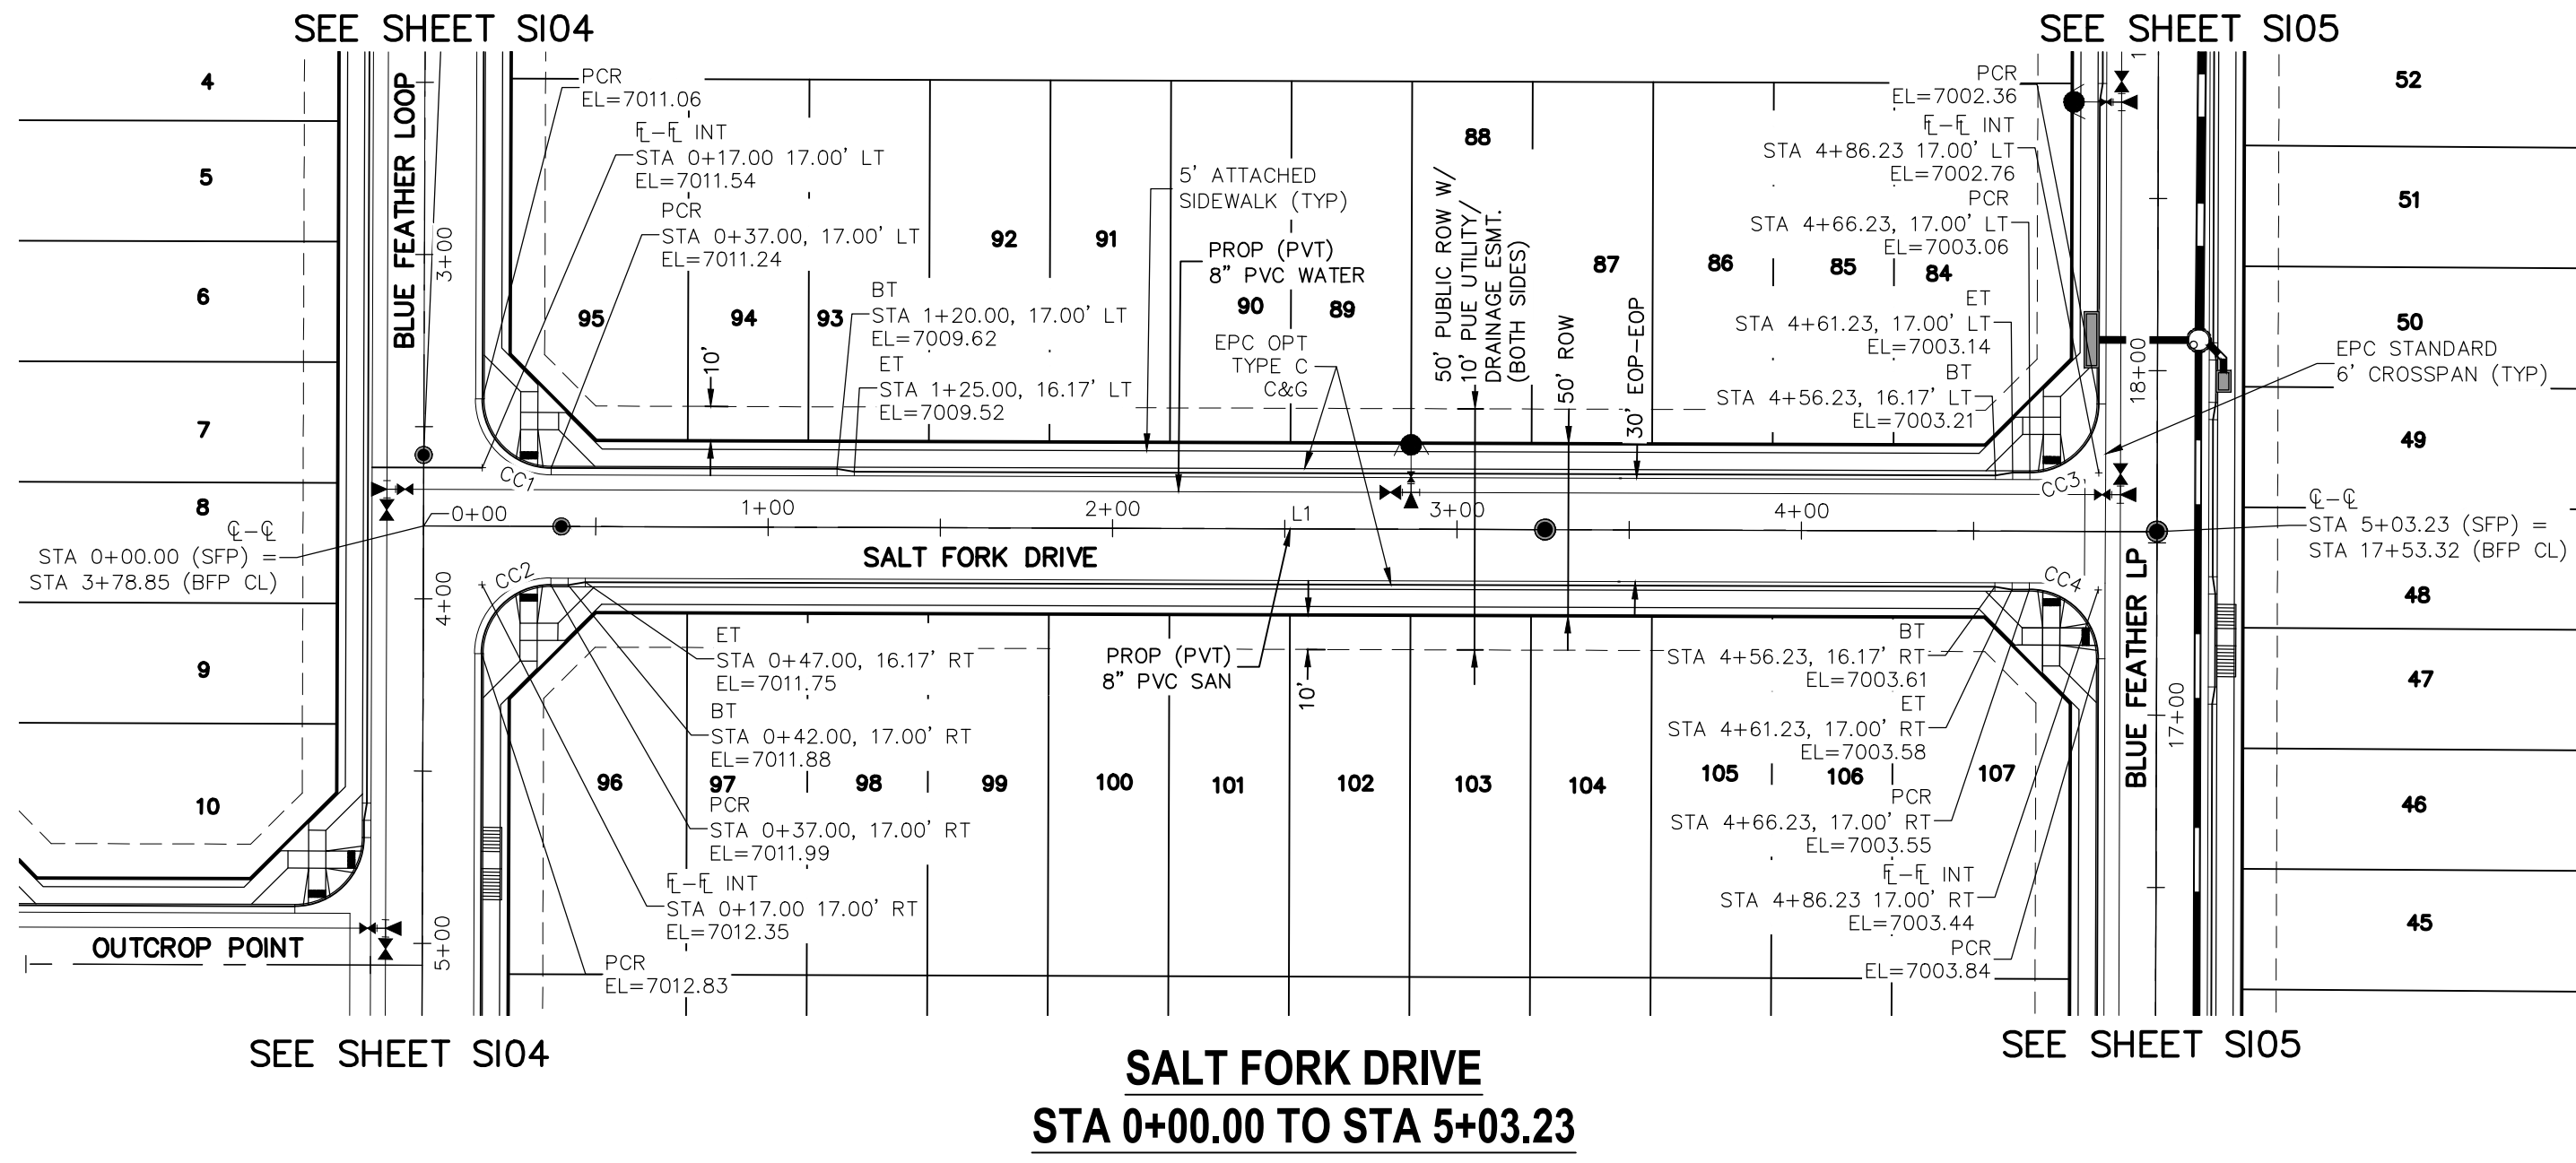 SEE SHEET SI04
SEE SHEET SI05
4
5
6
7
8
9
10
BLUE FEATHER LOOP
3+00
4+00
5+00
PCR
EL=7011.06
FL-FL INT
STA 0+17.00 17.00' LT
EL=7011.54
PCR
STA 0+37.00, 17.00' LT
EL=7011.24
95
94
93
92
91
90
89
88
87
86
85
84
10'
BT
STA 1+20.00, 17.00' LT
EL=7009.62
ET
STA 1+25.00, 16.17' LT
EL=7009.52
5' ATTACHED
SIDEWALK (TYP)
PROP (PVT)
8" PVC WATER
EPC OPT
TYPE C
C&G
50' PUBLIC ROW W/
10' PUE UTILITY/
DRAINAGE ESMT.
(BOTH SIDES)
50' ROW
30' EOP-EOP
PCR
EL=7002.36
FL-FL INT
STA 4+86.23 17.00' LT
EL=7002.76
PCR
STA 4+66.23, 17.00' LT
EL=7003.06
ET
STA 4+61.23, 17.00' LT
EL=7003.14
BT
STA 4+56.23, 16.17' LT
EL=7003.21
52
51
50
49
48
47
46
45
EPC STANDARD
6' CROSSPAN (TYP)
18+00
17+00
1
BLUE FEATHER LP
CC1
CC2
CC3
CC4
0+00
1+00
2+00
L1
3+00
4+00
SALT FORK DRIVE
CL-CL
STA 0+00.00 (SFP) =
STA 3+78.85 (BFP CL)
CL-CL
STA 5+03.23 (SFP) =
STA 17+53.32 (BFP CL)
ET
STA 0+47.00, 16.17' RT
EL=7011.75
BT
STA 0+42.00, 17.00' RT
EL=7011.88
PCR
STA 0+37.00, 17.00' RT
EL=7011.99
FL-FL INT
STA 0+17.00 17.00' RT
EL=7012.35
PCR
EL=7012.83
PROP (PVT)
8" PVC SAN
10'
96
97
98
99
100
101
102
103
104
105
106
107
BT
STA 4+56.23, 16.17' RT
EL=7003.61
ET
STA 4+61.23, 17.00' RT
EL=7003.58
PCR
STA 4+66.23, 17.00' RT
EL=7003.55
FL-FL INT
STA 4+86.23 17.00' RT
EL=7003.44
PCR
EL=7003.84
OUTCROP POINT
SEE SHEET SI04
SEE SHEET SI05
SALT FORK DRIVE
STA 0+00.00 TO STA 5+03.23